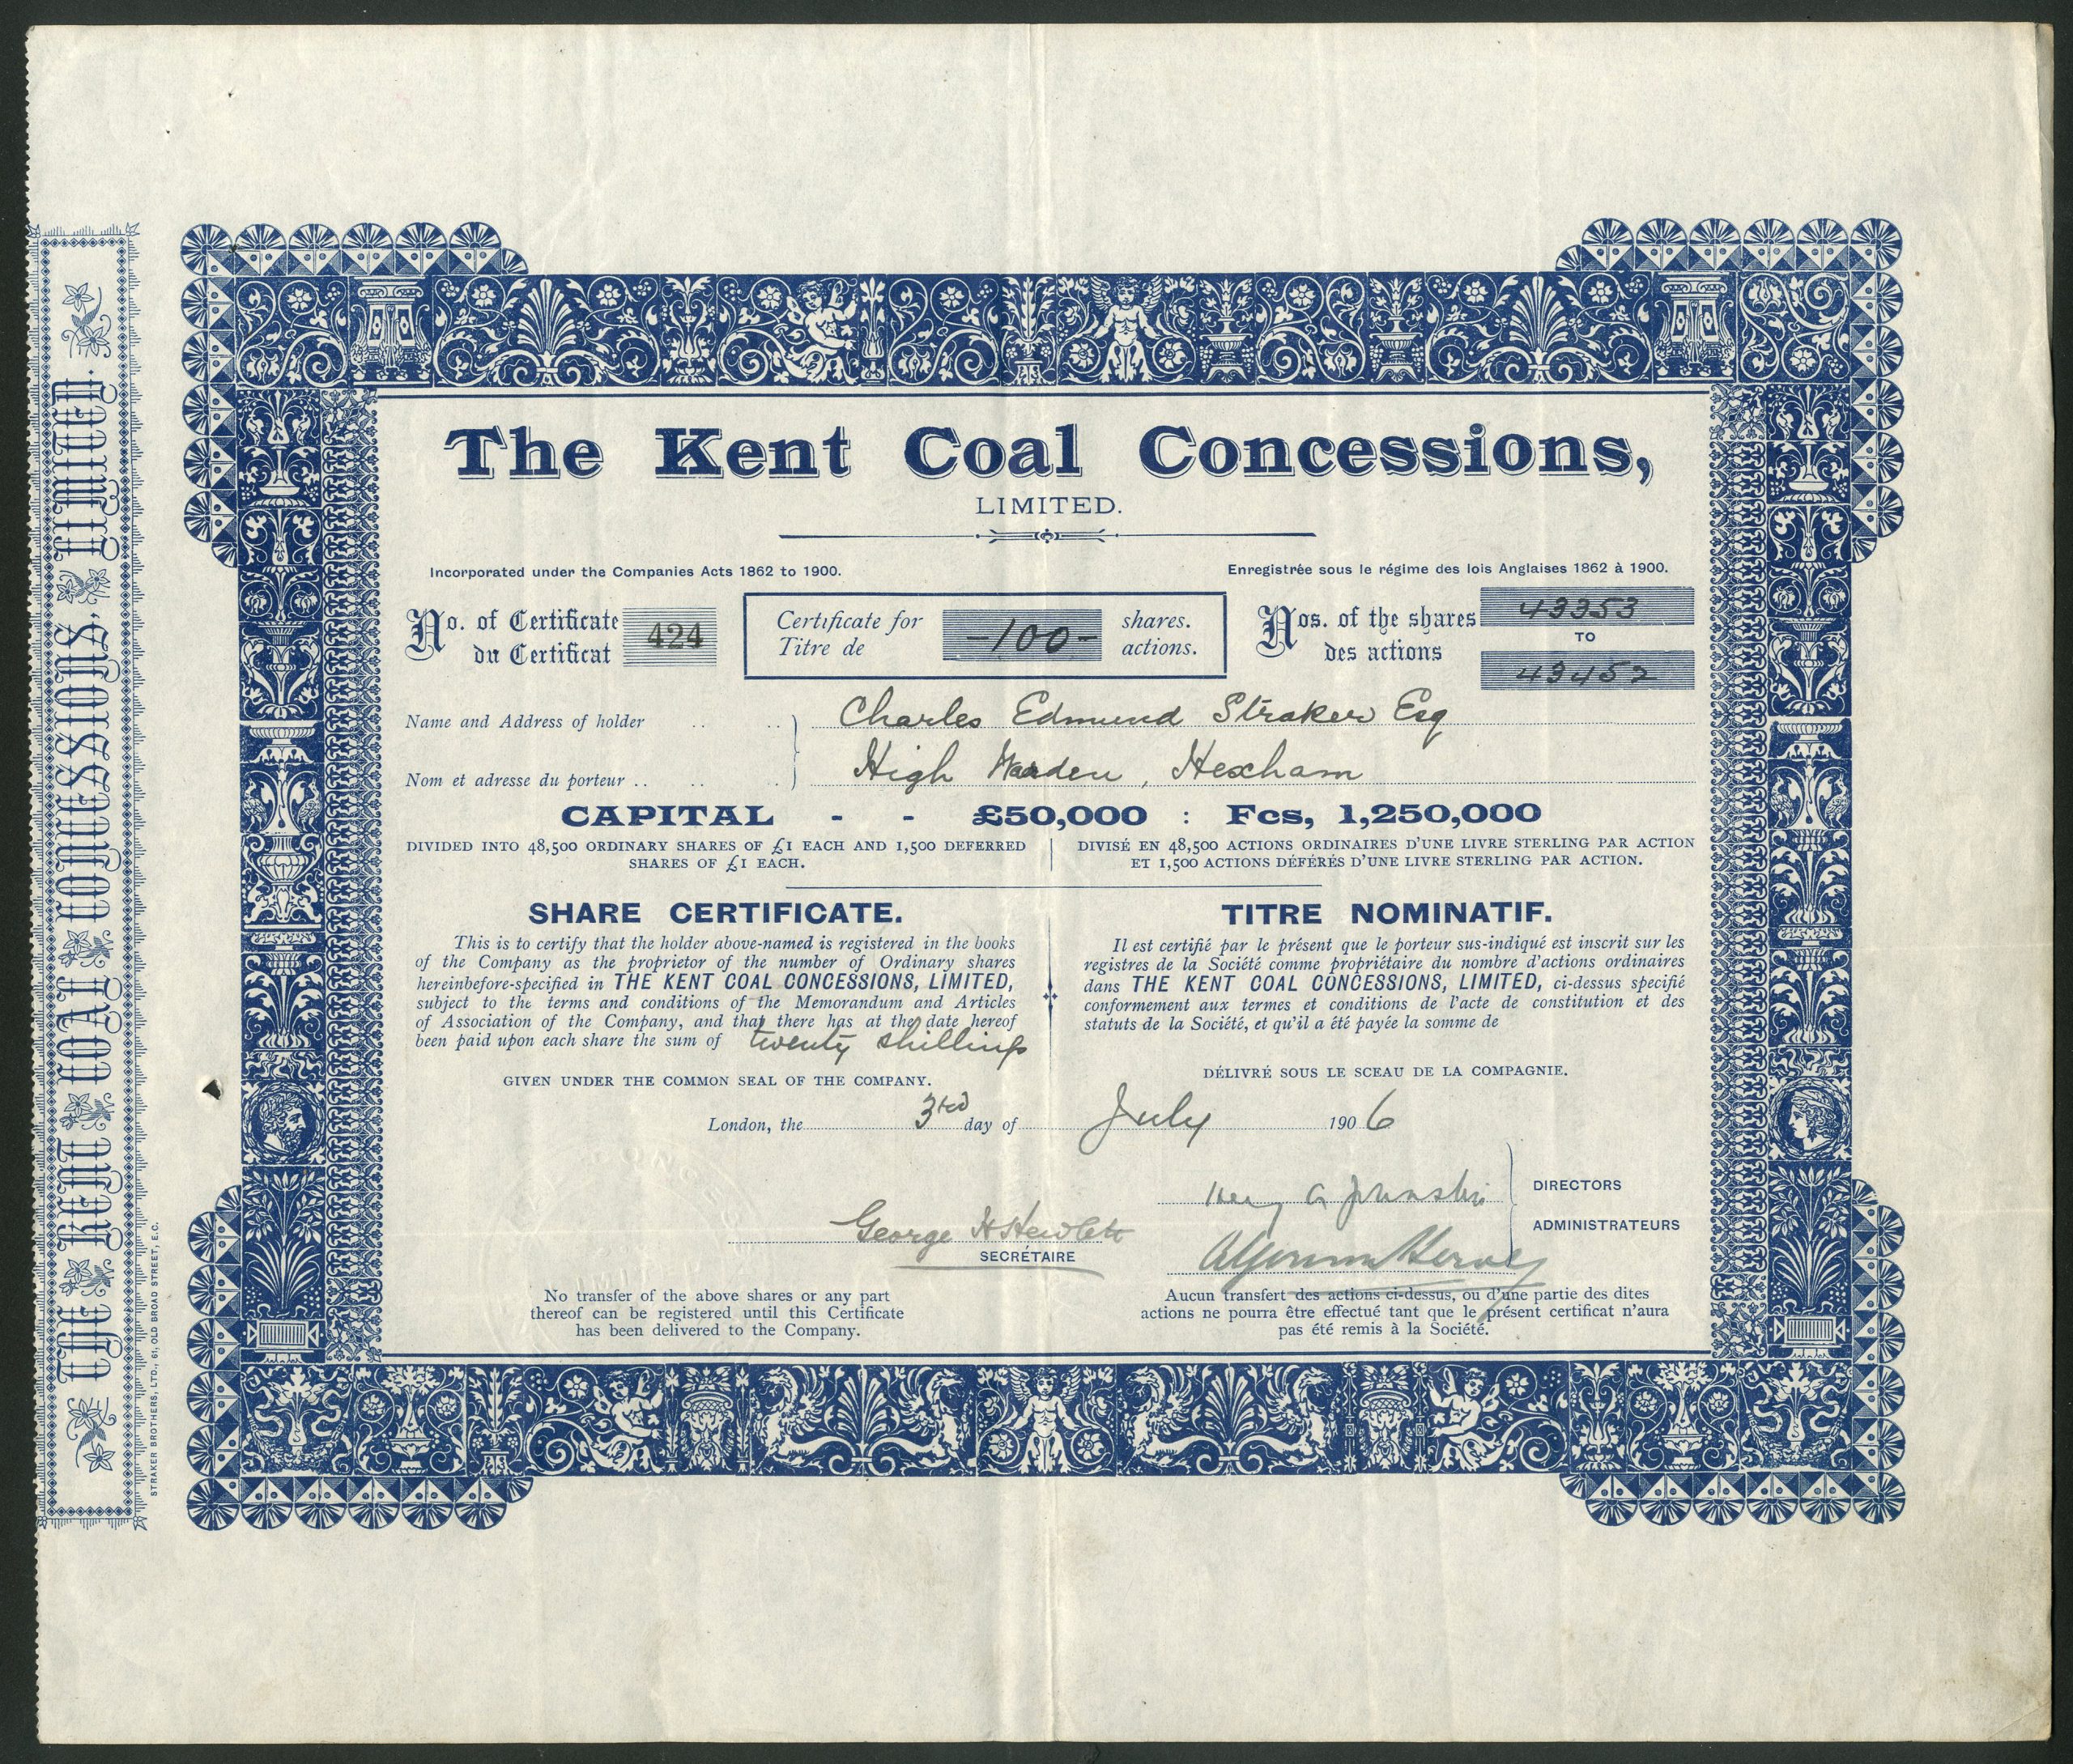 THE KENT COAL CONCESSIONS, LIMITED.
STRAKER BROTHERS, LTD., 61, OLD BROAD STREET, E.C.
The Kent Coal Concessions,
LIMITED.
Incorporated under the Companies Acts 1862 to 1900.
Enregistrée sous le régime des lois Anglaises 1862 à 1900.
No. of Certificate
du Certificat
424
Certificate for 100- shares.
Titre de actions.
Nos. of the shares
des actions
43353
TO
43452
Name and Address of holder .. .. Charles Edmund Straker Esq
Nom et adresse du porteur .. .. .. High Warden, Hexham
CAPITAL - - £50,000 : Fcs, 1,250,000
DIVIDED INTO 48,500 ORDINARY SHARES OF £1 EACH AND 1,500 DEFERRED
SHARES OF £1 EACH.
DIVISÉ EN 48,500 ACTIONS ORDINAIRES D'UNE LIVRE STERLING PAR ACTION
ET 1,500 ACTIONS DÉFÉRÉS D'UNE LIVRE STERLING PAR ACTION.
SHARE CERTIFICATE.
This is to certify that the holder above-named is registered in the books
of the Company as the proprietor of the number of Ordinary shares
hereinbefore-specified in THE KENT COAL CONCESSIONS, LIMITED,
subject to the terms and conditions of the Memorandum and Articles
of Association of the Company, and that there has at the date hereof
been paid upon each share the sum of twenty shillings
GIVEN UNDER THE COMMON SEAL OF THE COMPANY.
TITRE NOMINATIF.
Il est certifié par le présent que le porteur sus-indiqué est inscrit sur les
registres de la Société comme propriétaire du nombre d'actions ordinaires
dans THE KENT COAL CONCESSIONS, LIMITED, ci-dessus specifié
conformement aux termes et conditions de l'acte de constitution et des
statuts de la Société, et qu'il a été payée la somme de
DÉLIVRÉ SOUS LE SCEAU DE LA COMPAGNIE.
London, the 3rd day of July 1906
DIRECTORS
ADMINISTRATEURS
George H Hewlett
SECRÉTAIRE
No transfer of the above shares or any part
thereof can be registered until this Certificate
has been delivered to the Company.
Aucun transfert des actions ci-dessus, ou d'une partie des dites
actions ne pourra être effectué tant que le présent certificat n'aura
pas été remis à la Société.